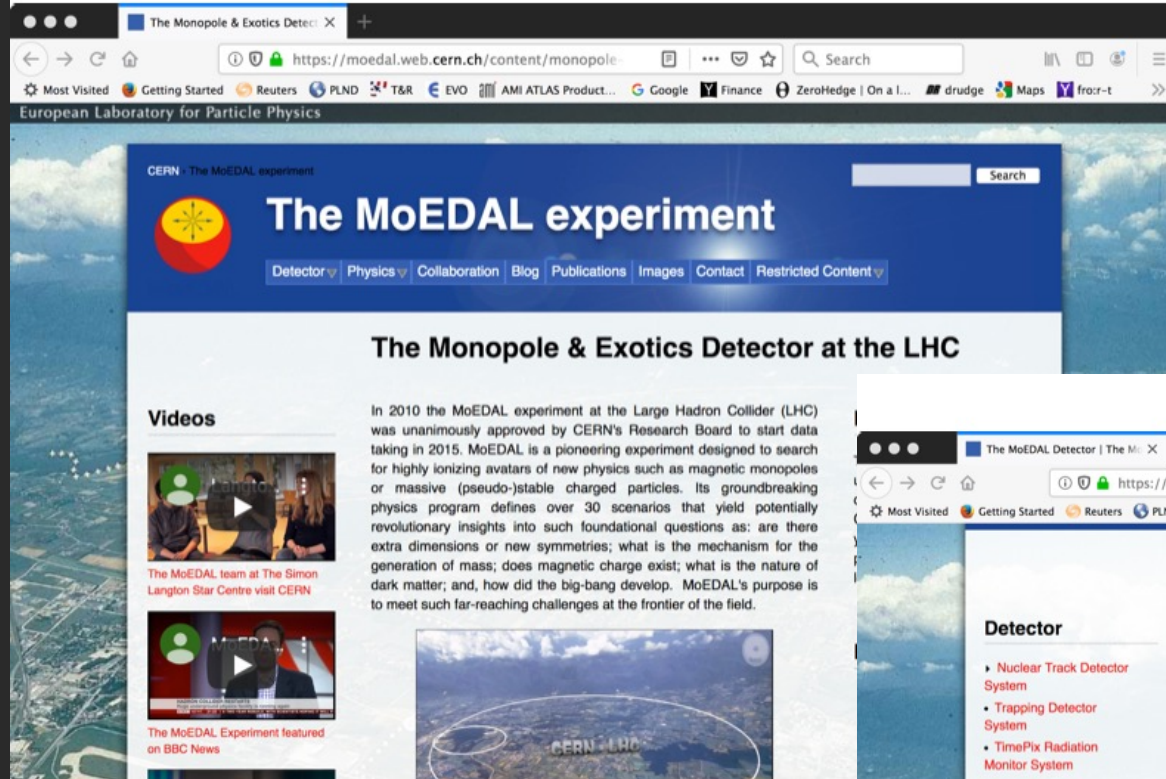 The Monopole & Exotics Detect
https://moedal.web.cern.ch/content/monopole-
Search
Most Visited Getting Started Reuters PLND T&R EVO AMI ATLAS Product... Google Finance ZeroHedge | On a l... drudge Maps fro:r-t
European Laboratory for Particle Physics
CERN › The MoEDAL experiment
Search
The MoEDAL experiment
Detector Physics Collaboration Blog Publications Images Contact Restricted Content
The Monopole & Exotics Detector at the LHC
Videos
The MoEDAL team at The Simon
Langton Star Centre visit CERN
MoEDA...
HADRON COLLIDER RESTARTS
The MoEDAL Experiment featured
on BBC News
In 2010 the MoEDAL experiment at the Large Hadron Collider (LHC)
was unanimously approved by CERN's Research Board to start data
taking in 2015. MoEDAL is a pioneering experiment designed to search
for highly ionizing avatars of new physics such as magnetic monopoles
or massive (pseudo-)stable charged particles. Its groundbreaking
physics program defines over 30 scenarios that yield potentially
revolutionary insights into such foundational questions as: are there
extra dimensions or new symmetries; what is the mechanism for the
generation of mass; does magnetic charge exist; what is the nature of
dark matter; and, how did the big-bang develop. MoEDAL's purpose is
to meet such far-reaching challenges at the frontier of the field.
CERN LHC
The MoEDAL Detector | The Mo
https://
Most Visited Getting Started Reuters PLN
Detector
Nuclear Track Detector
System
Trapping Detector
System
TimePix Radiation
Monitor System